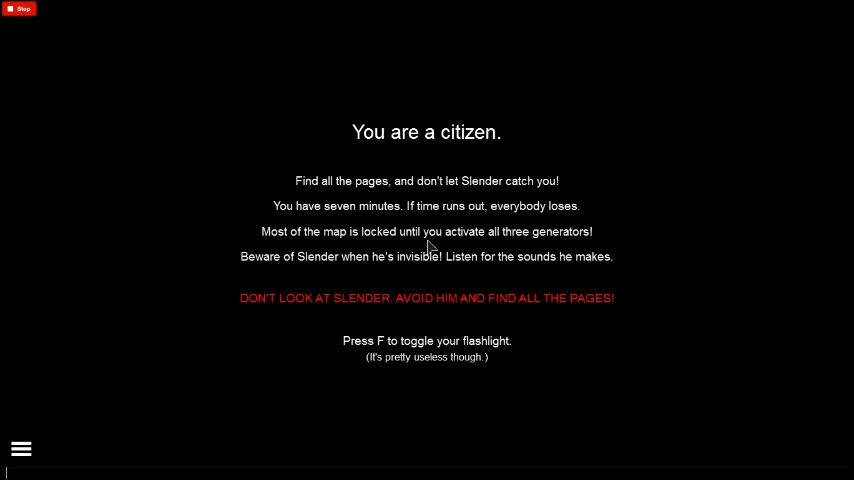 Stop
You are a citizen.
Find all the pages, and don't let Slender catch you!
You have seven minutes. If time runs out, everybody loses.
Most of the map is locked until you activate all three generators!
Beware of Slender when he's invisible! Listen for the sounds he makes.
DON'T LOOK AT SLENDER. AVOID HIM AND FIND ALL THE PAGES!
Press F to toggle your flashlight.
(It's pretty useless though.)